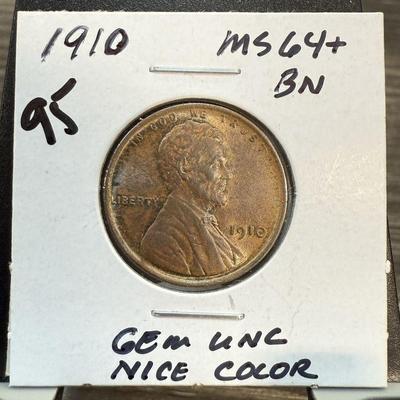 1910 MS64+
95 BN
IN GOD WE TRUST
LIBERTY
1910
GEM UNC
NICE COLOR